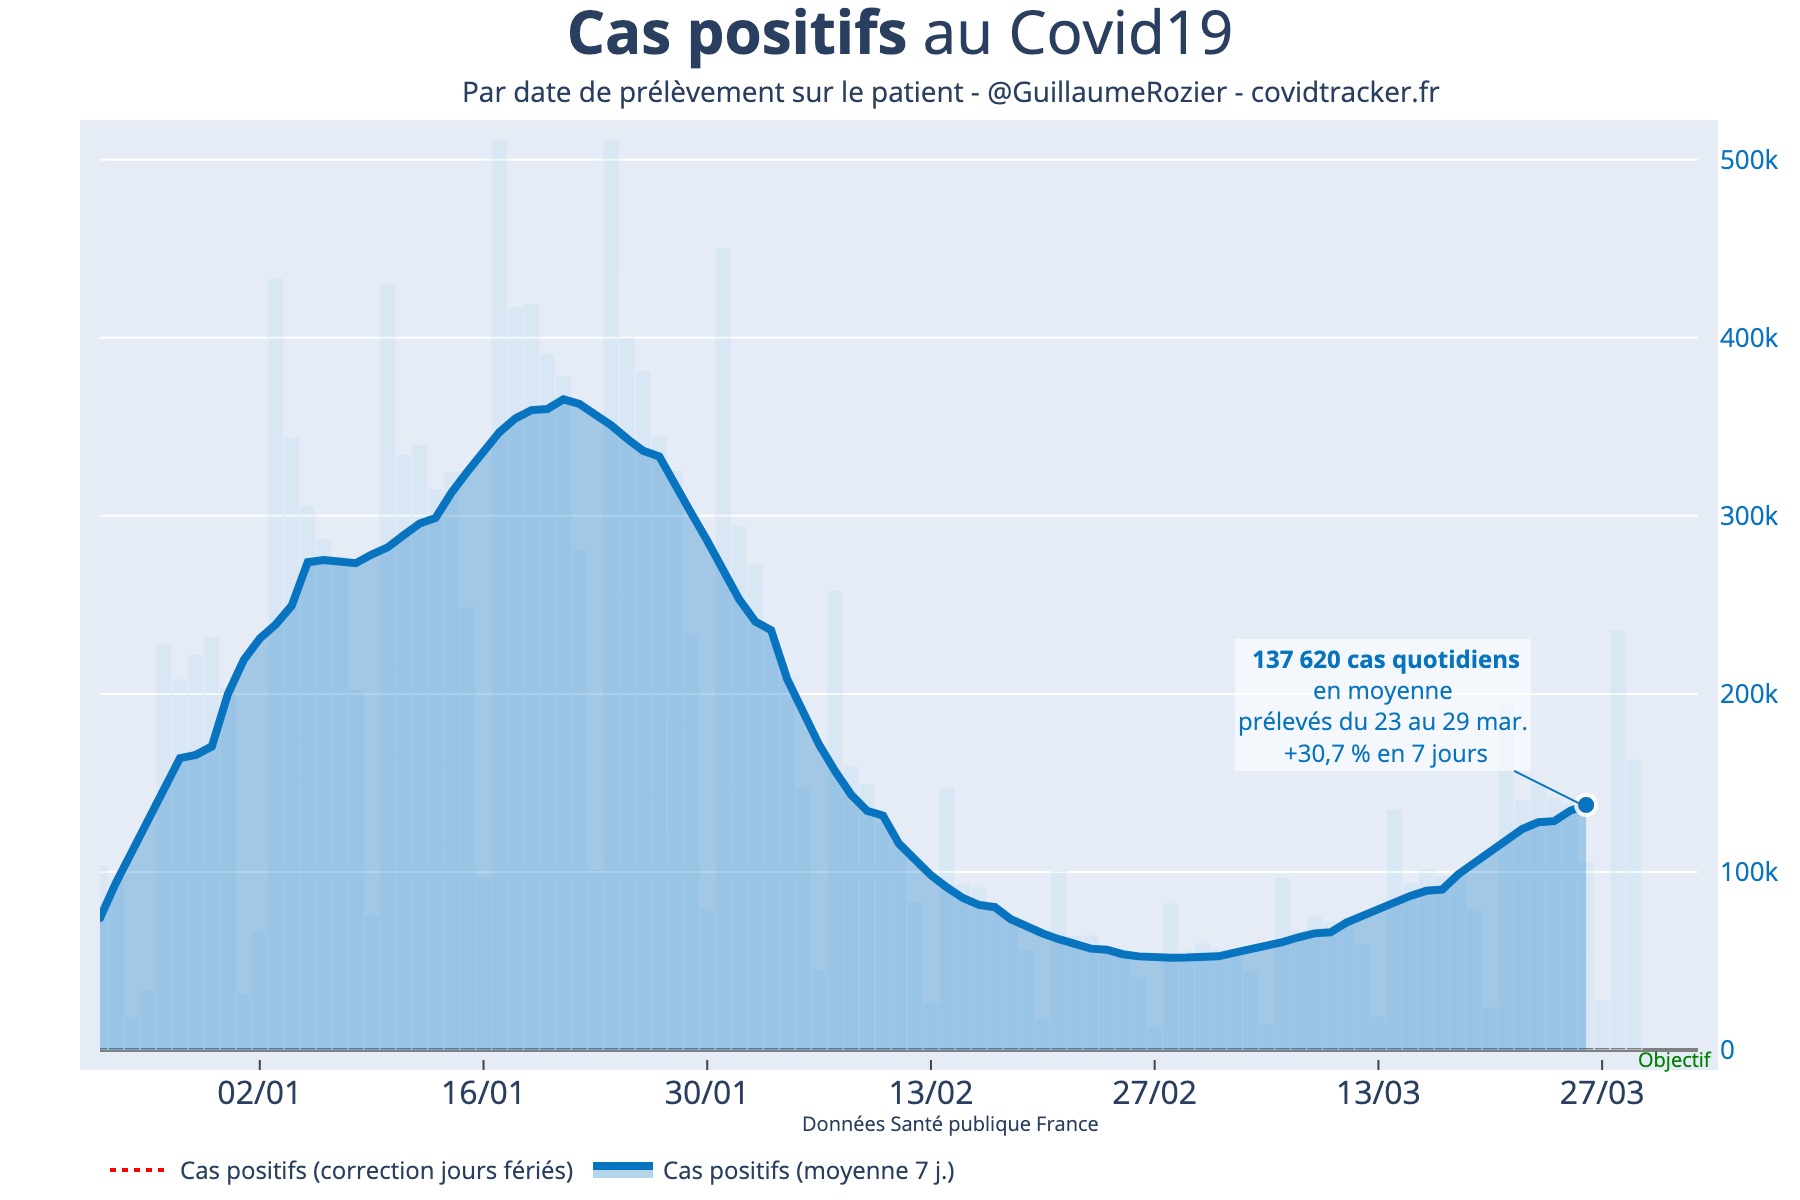 Cas positifs au Covid19
Par date de prélèvement sur le patient - @GuillaumeRozier - covidtracker.fr
500k
400k
300k
200k
100k
0
137 620 cas quotidiens
en moyenne
prélevés du 23 au 29 mar.
+30,7 % en 7 jours
Objectif
02/01 16/01 30/01 13/02 27/02 13/03 27/03
Données Santé publique France
Cas positifs (correction jours fériés) Cas positifs (moyenne 7 j.)